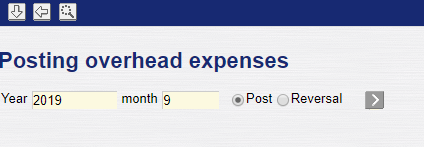 Posting overhead expenses
Year 2019 month 9 Post Reversal